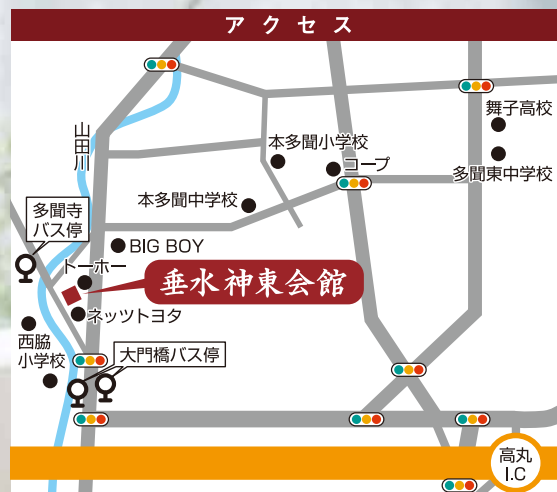 アクセス
山田川
舞子高校
本多聞小学校
コープ
多聞東中学校
本多聞中学校
多聞寺
バス停
BIG BOY
トーホー
垂水神東会館
ネッツトヨタ
西脇
小学校
大門橋バス停
高丸
I.C